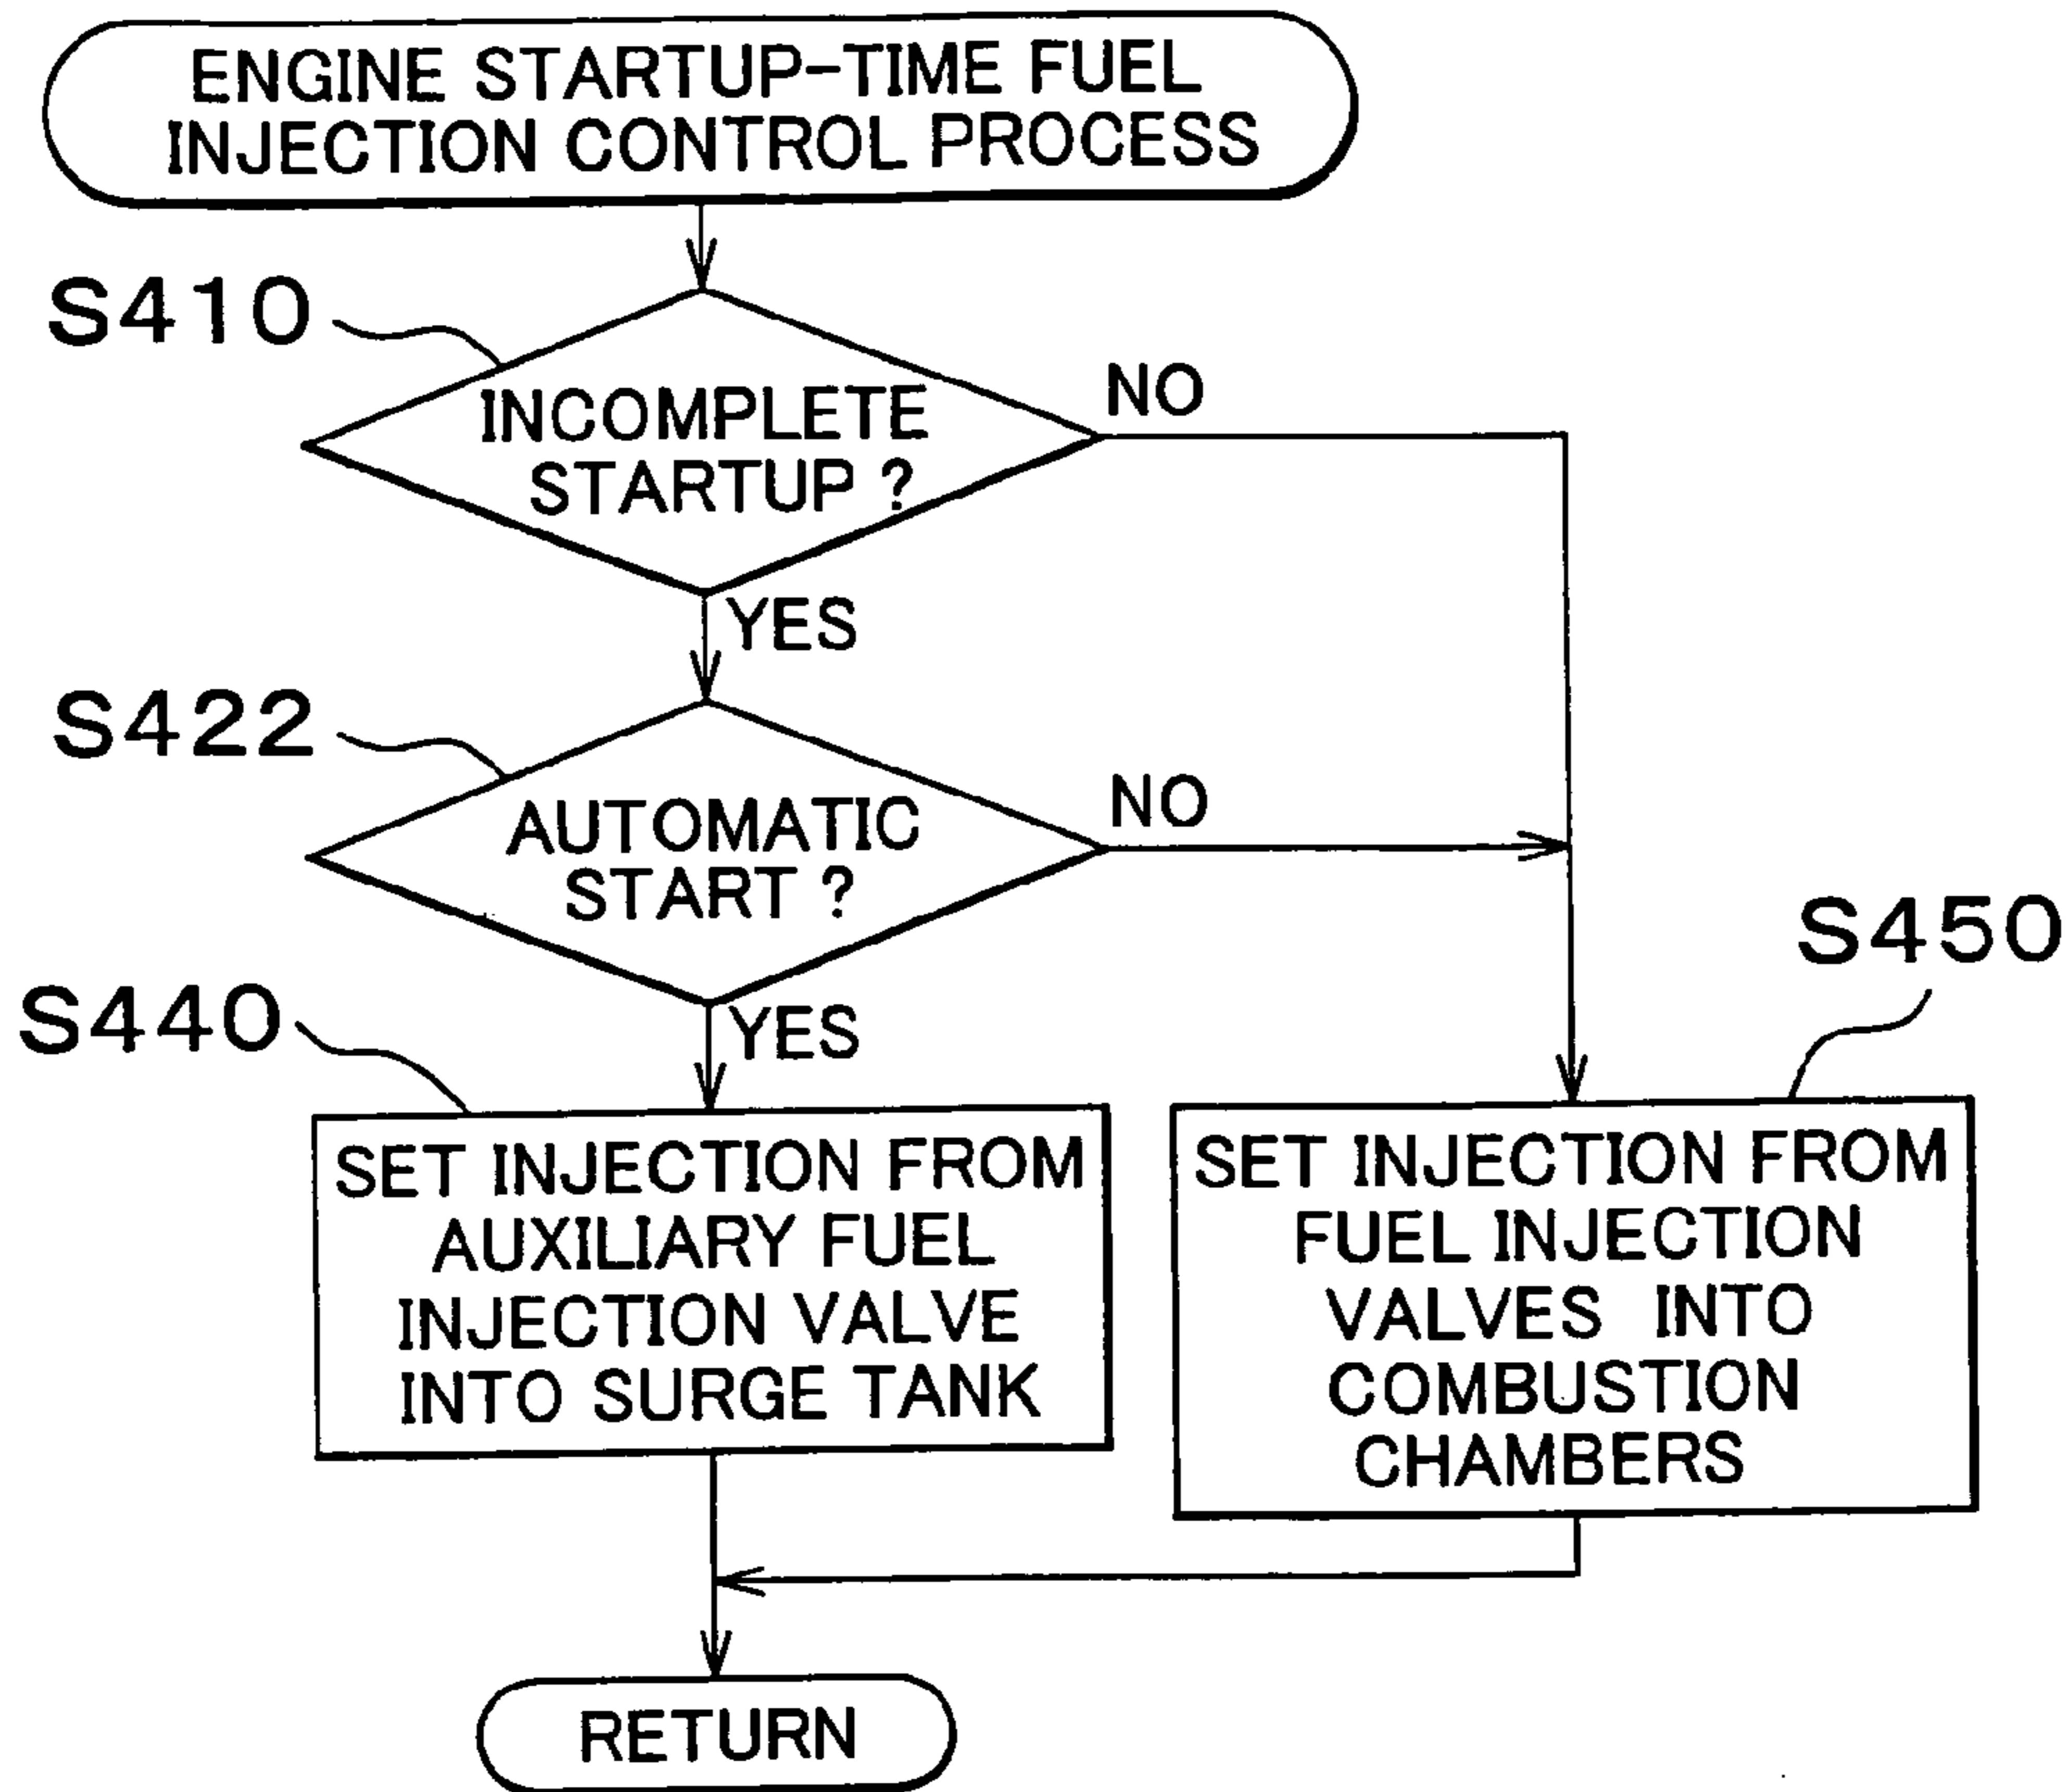 ENGINE STARTUP-TIME FUEL
INJECTION CONTROL PROCESS
S410
INCOMPLETE
STARTUP ?
NO
YES
S422
AUTOMATIC
START ?
NO
YES
S440
SET INJECTION FROM
AUXILIARY FUEL
INJECTION VALVE
INTO SURGE TANK
S450
SET INJECTION FROM
FUEL INJECTION
VALVES INTO
COMBUSTION
CHAMBERS
RETURN